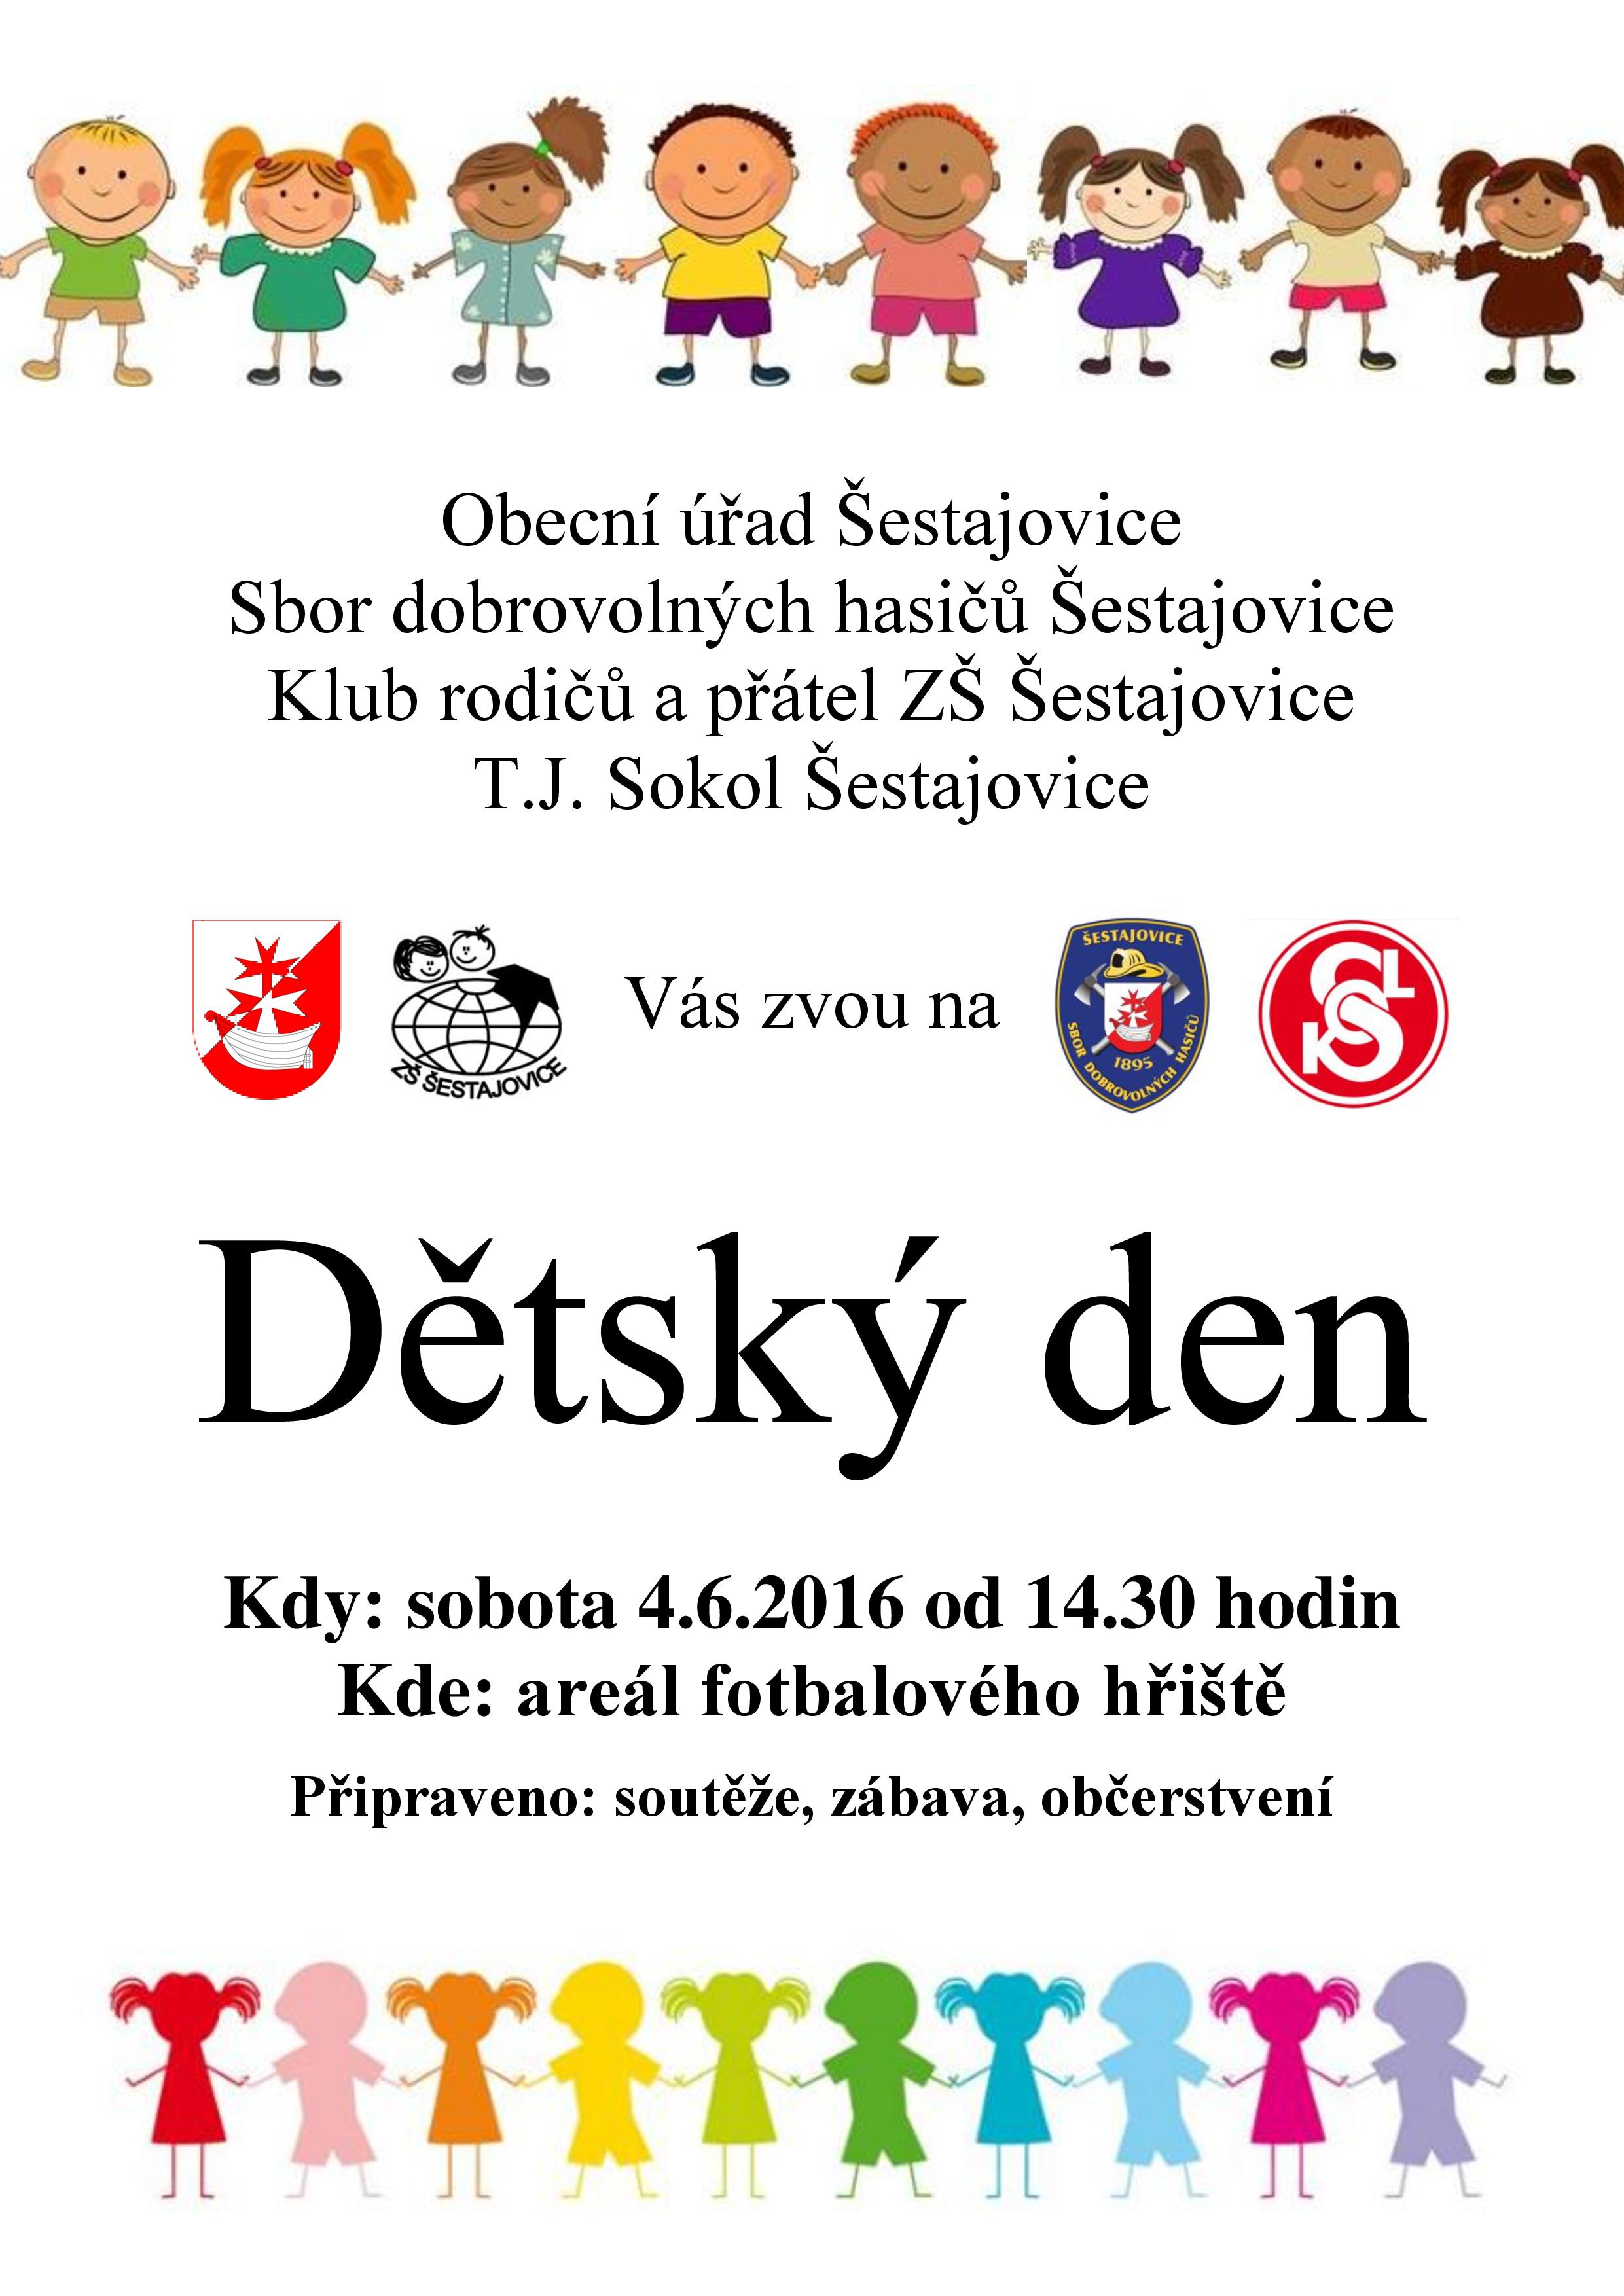 Obecní úřad Šestajovice
Sbor dobrovolných hasičů Šestajovice
Klub rodičů a přátel ZŠ Šestajovice
T.J. Sokol Šestajovice
ZŠ ŠESTAJOVICE
Vás zvou na
ŠESTAJOVICE
1895
SBOR DOBROVOLNÝCH HASIČŮ
SOKOL
Dětský den
Kdy: sobota 4.6.2016 od 14.30 hodin
Kde: areál fotbalového hřiště
Připraveno: soutěže, zábava, občerstvení